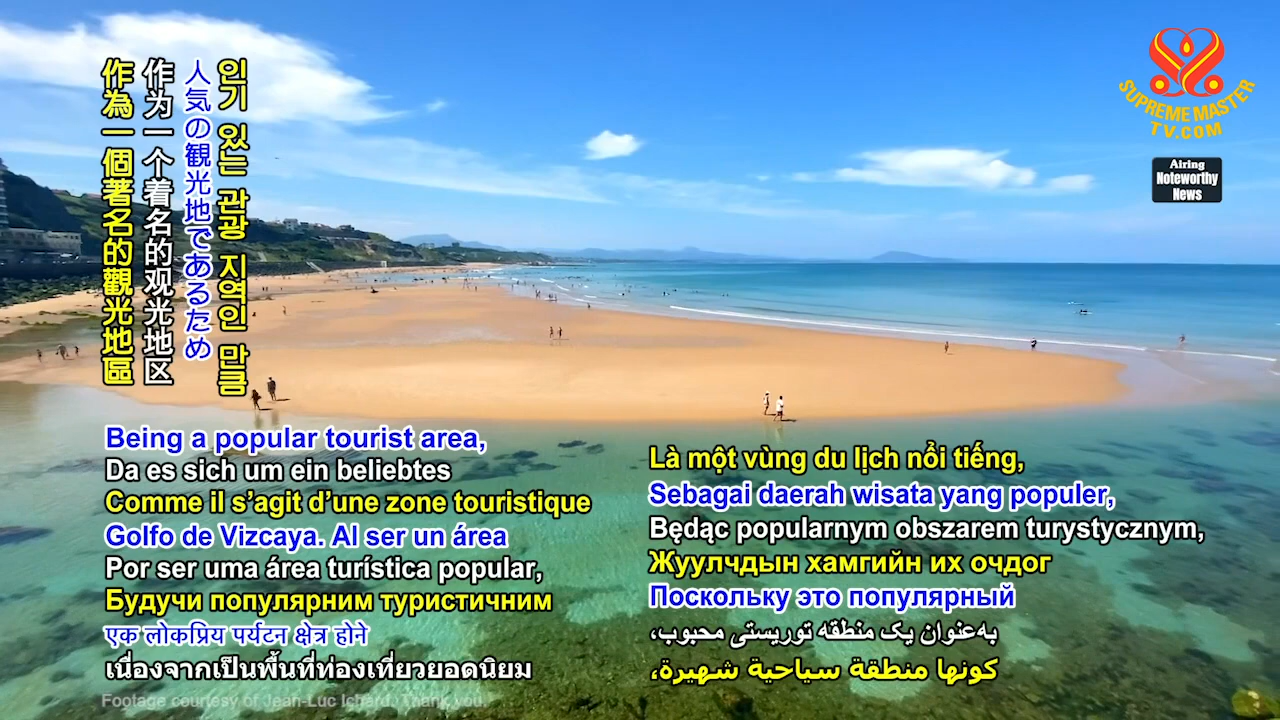 SUPREME MASTER
TV.COM
Airing
Noteworthy
News
인기 있는 관광 지역인 만큼
人気の観光地であるため
作为一个着名的观光地区
作為一個著名的觀光地區
Being a popular tourist area,
Da es sich um ein beliebtes
Comme il s’agit d’une zone touristique
Golfo de Vizcaya. Al ser un área
Por ser uma área turística popular,
Будучи популярним туристичним
एक लोकप्रिय पर्यटन क्षेत्र होने
เนื่องจากเป็นพื้นที่ท่องเที่ยวยอดนิยม
Là một vùng du lịch nổi tiếng,
Sebagai daerah wisata yang populer,
Będąc popularnym obszarem turystycznym,
Жуулчдын хамгийн их очдог
Поскольку это популярный
به‌عنوان یک منطقه توریستی محبوب،
كونها منطقة سياحية شهيرة،
Footage courtesy of Jean-Luc Ichard. Thank you.